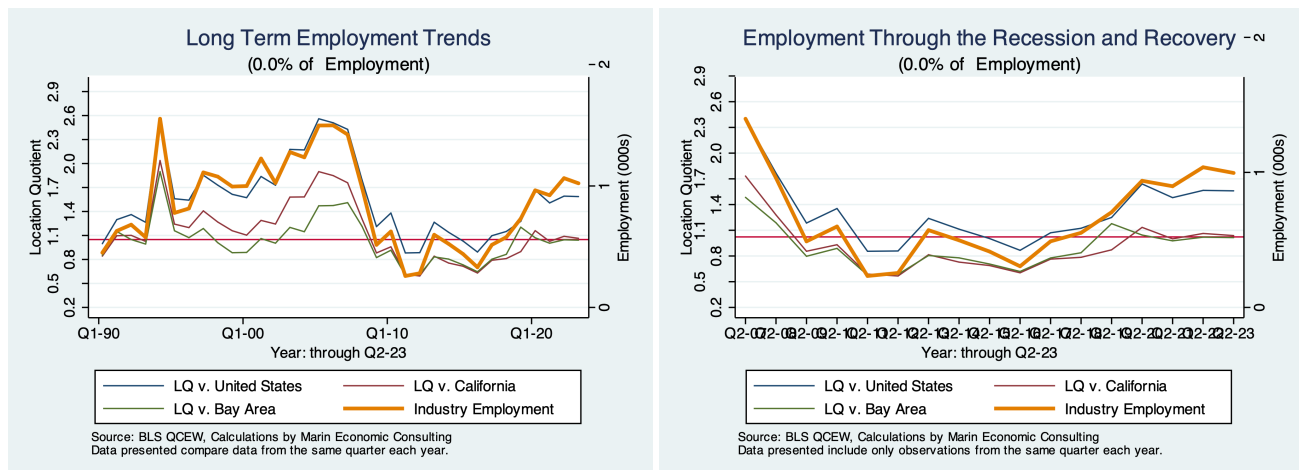 Long Term Employment Trends
(0.0% of Employment)
Location Quotient
2.9
2.6
2.3
2.0
1.7
1.4
1.1
0.8
0.5
0.2
2
1
0
Employment (000s)
Q1-90 Q1-00 Q1-10 Q1-20
Year: through Q2-23
LQ v. United States LQ v. California
LQ v. Bay Area Industry Employment
Source: BLS QCEW, Calculations by Marin Economic Consulting
Data presented compare data from the same quarter each year.
Employment Through the Recession and Recovery
(0.0% of Employment)
Location Quotient
2.9
2.6
2.3
2.0
1.7
1.4
1.1
0.8
0.5
0.2
2
1
0
Employment (000s)
Q2-07 Q2-23
Year: through Q2-23
LQ v. United States LQ v. California
LQ v. Bay Area Industry Employment
Source: BLS QCEW, Calculations by Marin Economic Consulting
Data presented include only observations from the same quarter each year.